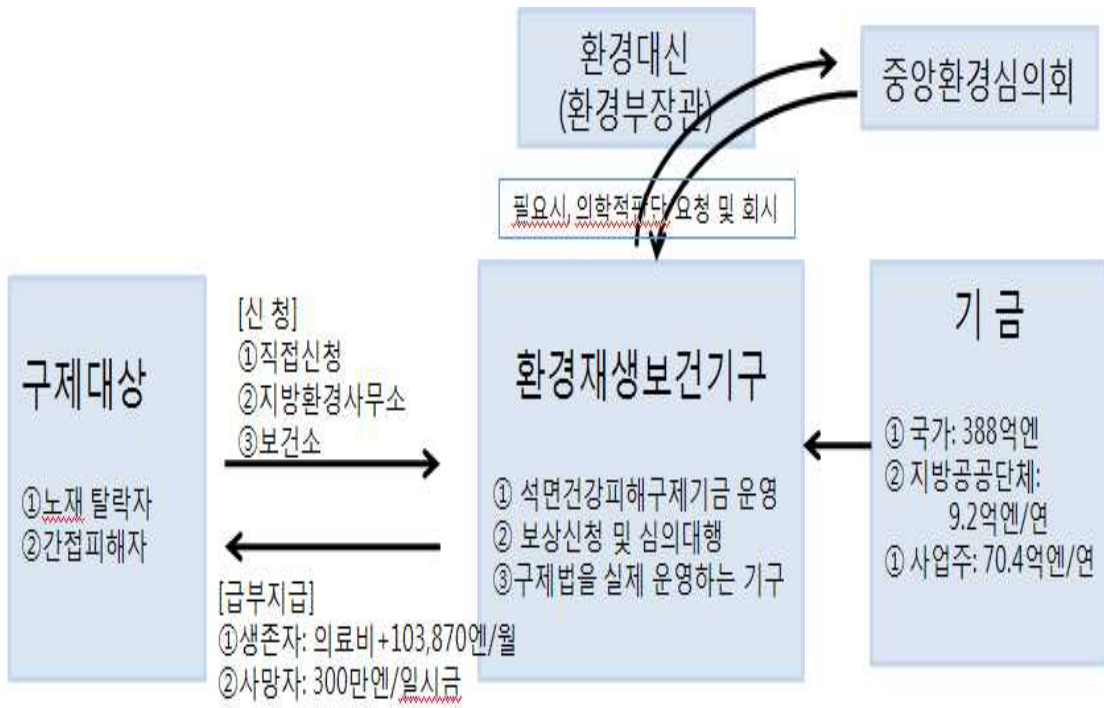 환경대신
(환경부장관)
중앙환경심의회
필요시, 의학적판단 요청 및 회시
구제대상
①노재 탈락자
②간접피해자
[신 청]
①직접신청
②지방환경사무소
③보건소
[급부지급]
①생존자: 의료비+103,870엔/월
②사망자: 300만엔/일시금
환경재생보건기구
① 석면건강피해구제기금 운영
② 보상신청 및 심의대행
③구제법을 실제 운영하는 기구
기 금
① 국가: 388억엔
② 지방공공단체:
9.2억엔/연
① 사업주: 70.4억엔/연